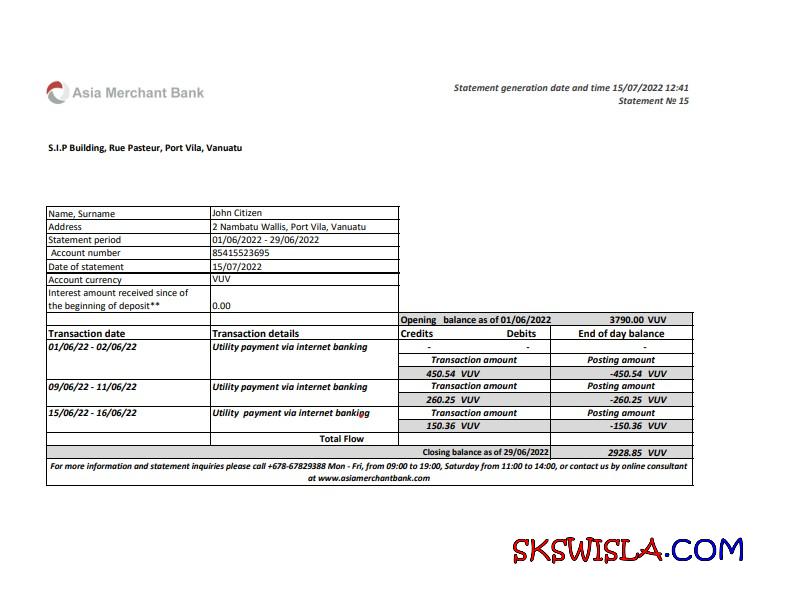 Asia Merchant Bank
Statement generation date and time 15/07/2022 12:41
Statement № 15
S.I.P Building, Rue Pasteur, Port Vila, Vanuatu
Name, Surname John Citizen
Address 2 Nambatu Wallis, Port Vila, Vanuatu
Statement period 01/06/2022 - 29/06/2022
Account number 85415523695
Date of statement 15/07/2022
Account currency VUV
Interest amount received since of
the beginning of deposit** 0.00
Opening balance as of 01/06/2022 3790.00 VUV
Transaction date Transaction details Credits Debits End of day balance
01/06/22 - 02/06/22 Utility payment via internet banking - - -
Transaction amount Posting amount
450.54 VUV -450.54 VUV
09/06/22 - 11/06/22 Utility payment via internet banking Transaction amount Posting amount
260.25 VUV -260.25 VUV
15/06/22 - 16/06/22 Utility payment via internet banking Transaction amount Posting amount
150.36 VUV -150.36 VUV
Total Flow
Closing balance as of 29/06/2022 2928.85 VUV
For more information and statement inquiries please call +678-67829388 Mon - Fri, from 09:00 to 19:00, Saturday from 11:00 to 14:00, or contact us by online consultant
at www.asiamerchantbank.com
SKSWISLA.COM